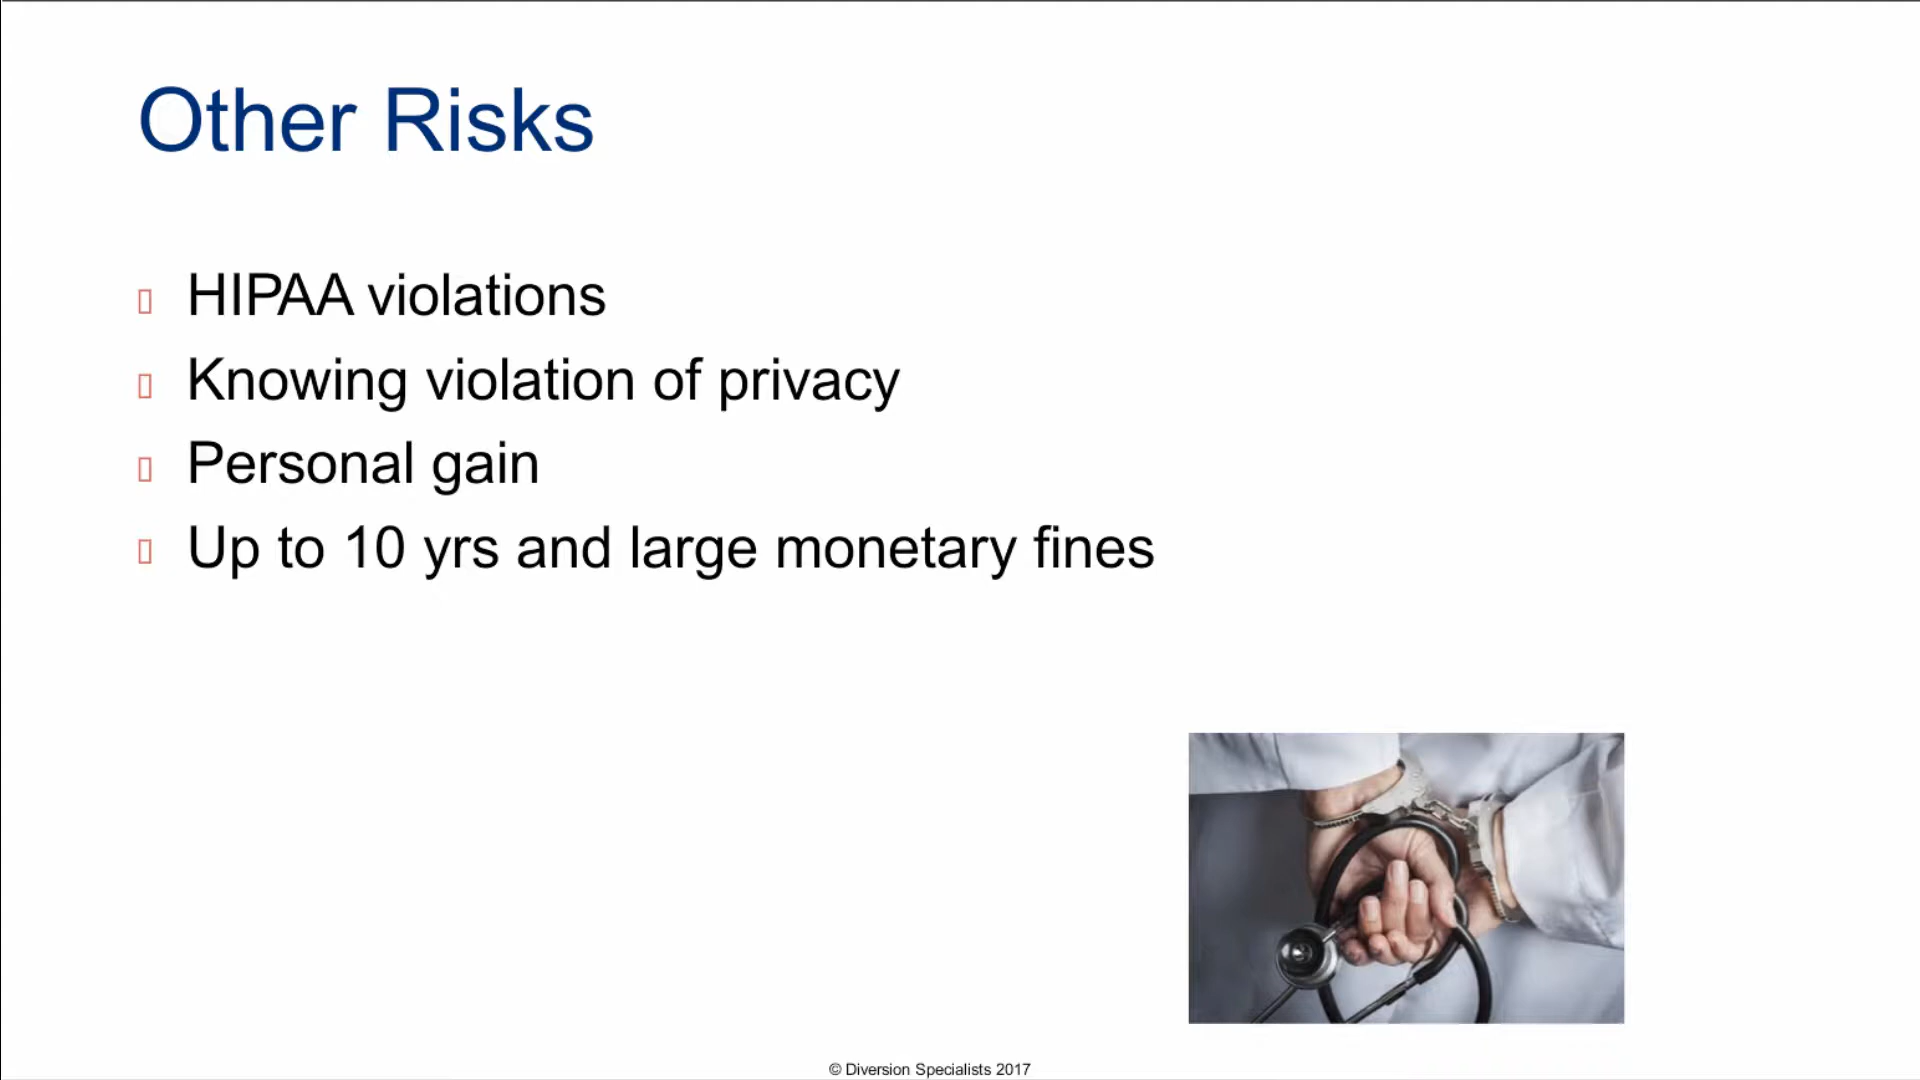 Other Risks
HIPAA violations
Knowing violation of privacy
Personal gain
Up to 10 yrs and large monetary fines
© Diversion Specialists 2017